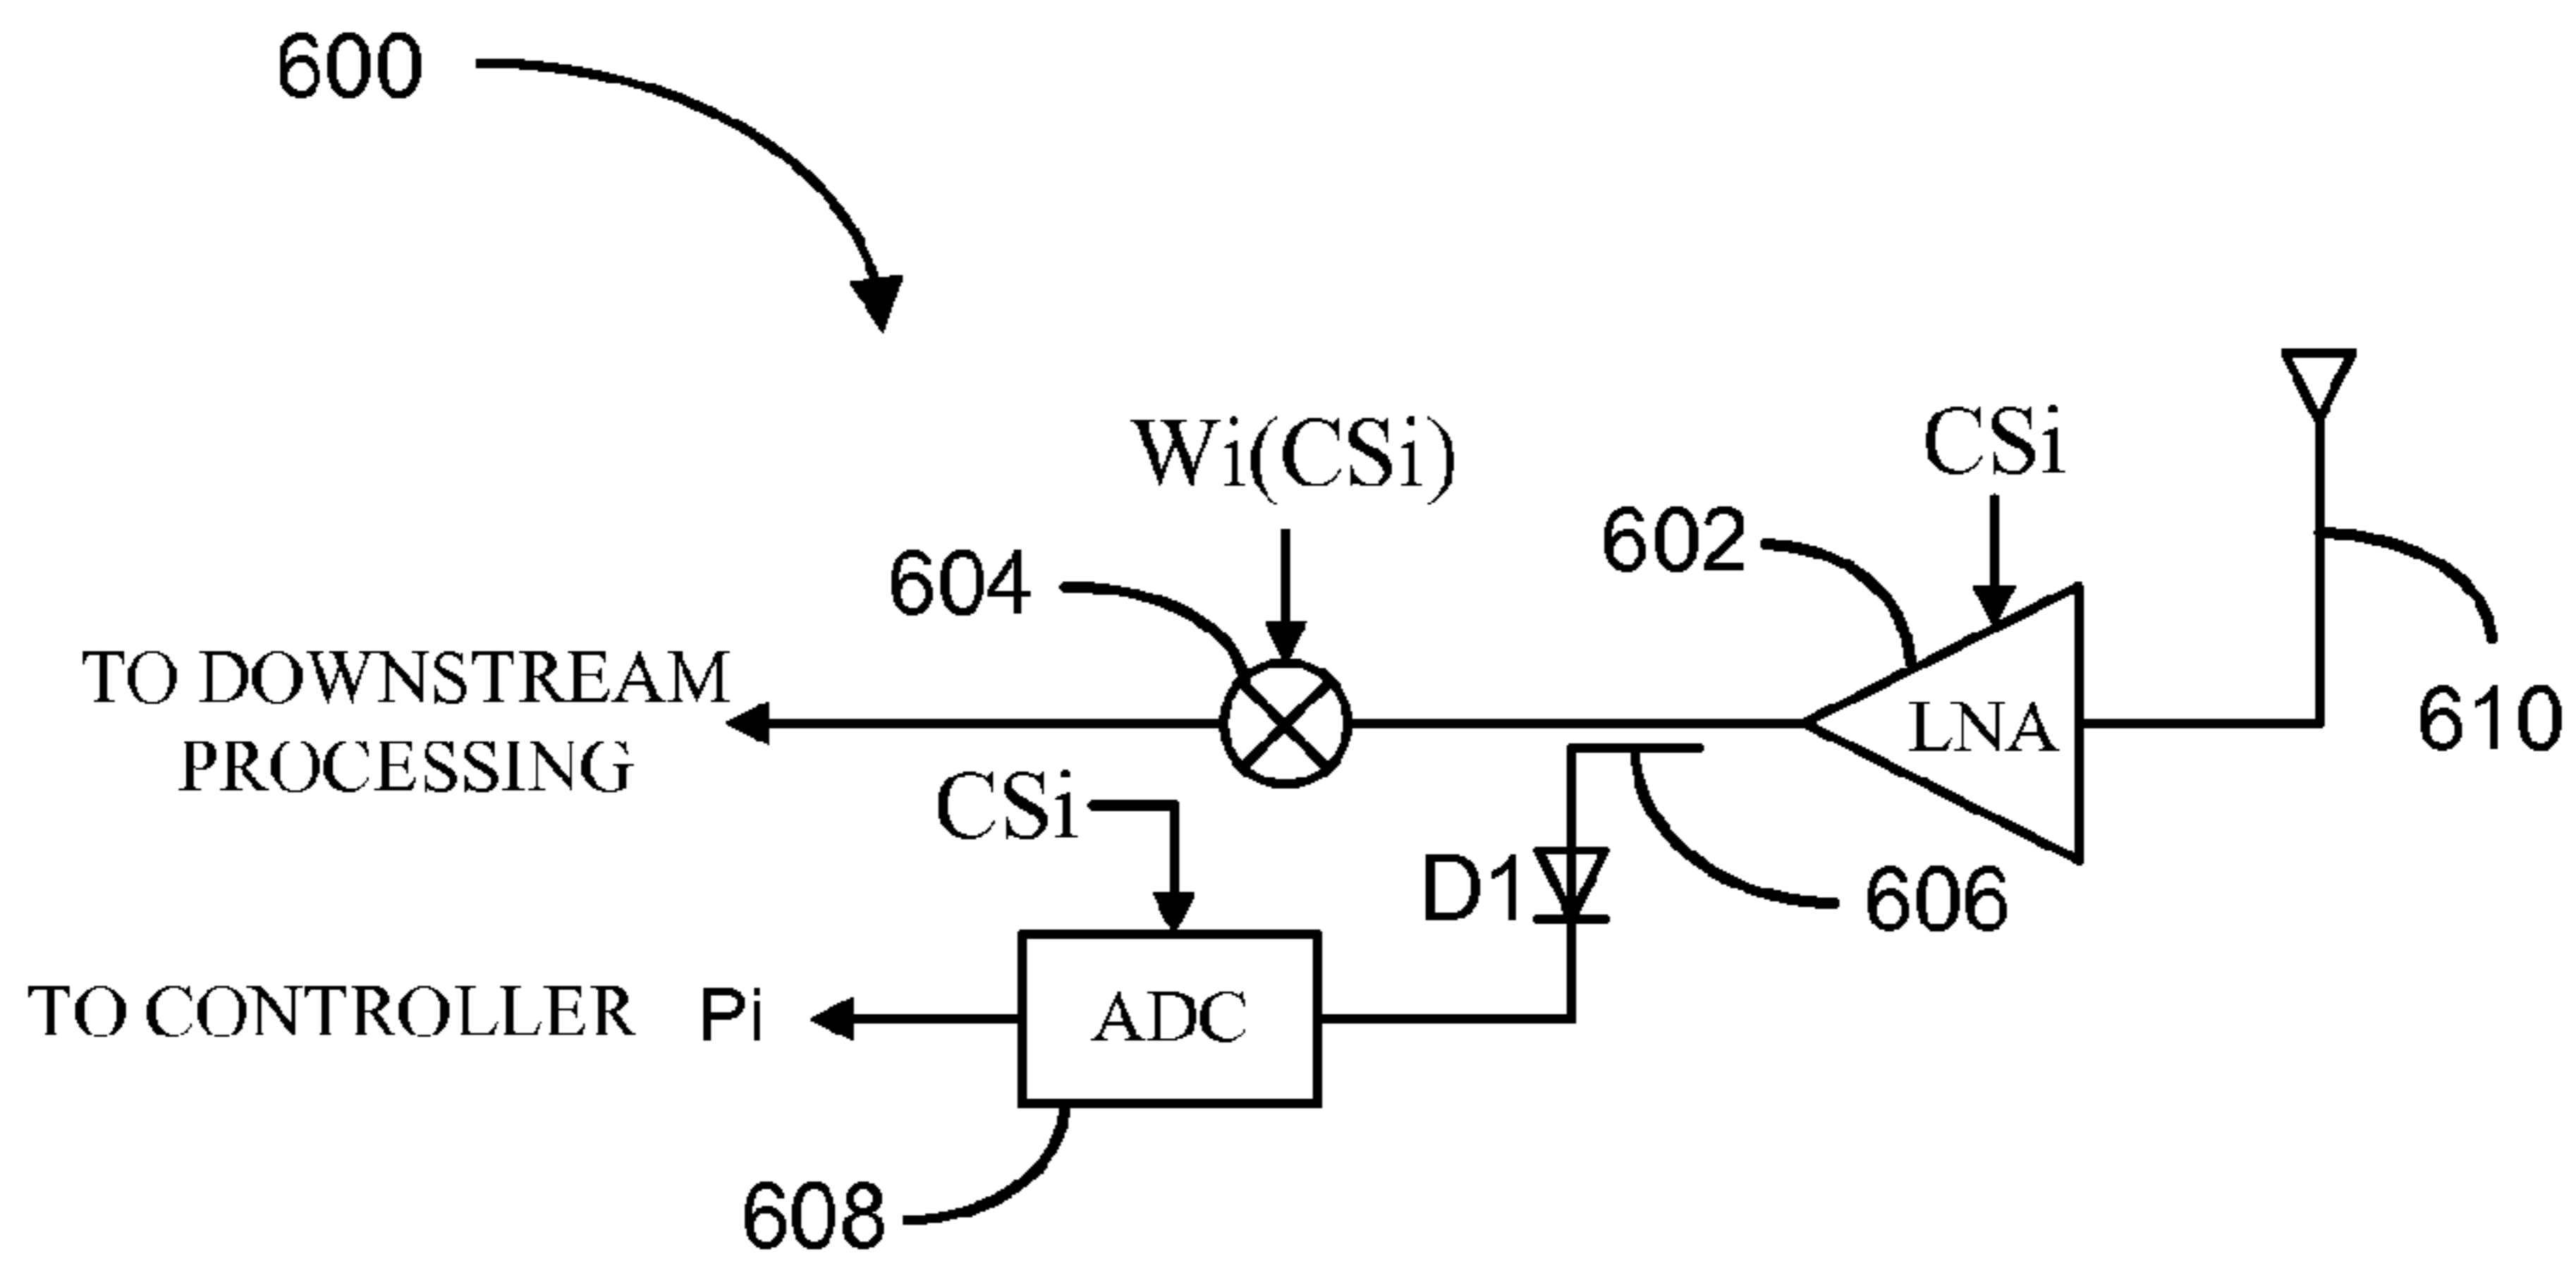 600
Wi(CSi)
CSi
602
604
TO DOWNSTREAM
PROCESSING
LNA
610
CSi
D1
606
TO CONTROLLER Pi
ADC
608